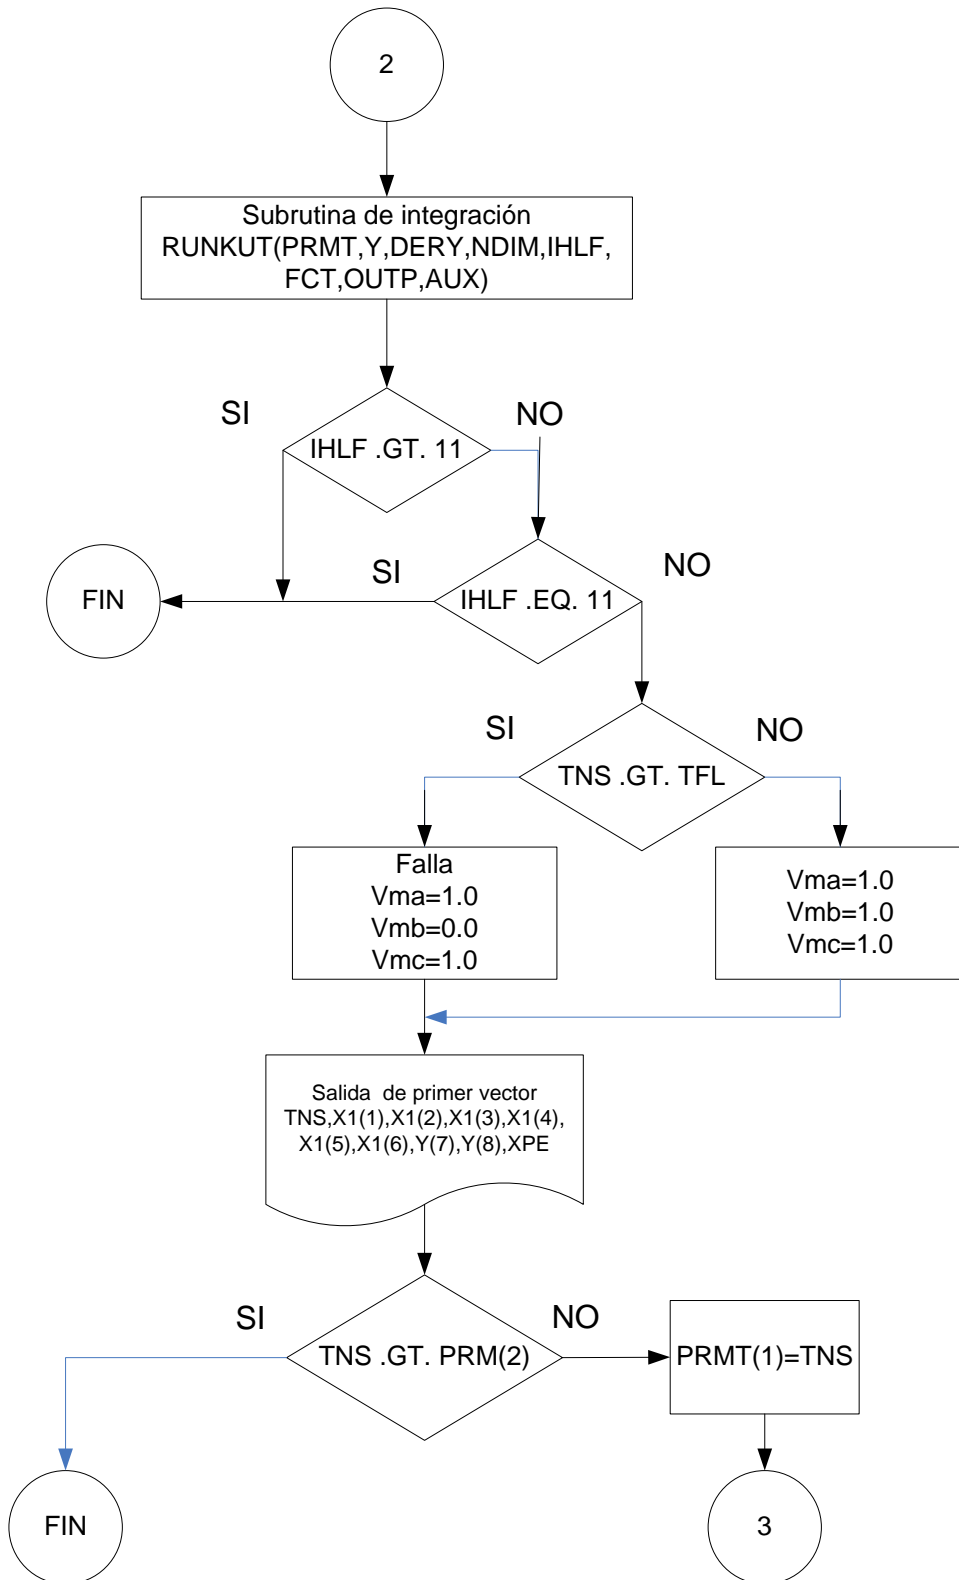 2
Subrutina de integración
RUNKUT(PRMT,Y,DERY,NDIM,IHLF,
FCT,OUTP,AUX)
SI
NO
IHLF .GT. 11
SI
NO
FIN
IHLF .EQ. 11
SI
NO
TNS .GT. TFL
Falla
Vma=1.0
Vmb=0.0
Vmc=1.0
Vma=1.0
Vmb=1.0
Vmc=1.0
Salida de primer vector
TNS,X1(1),X1(2),X1(3),X1(4),
X1(5),X1(6),Y(7),Y(8),XPE
SI
NO
TNS .GT. PRM(2)
PRMT(1)=TNS
FIN
3